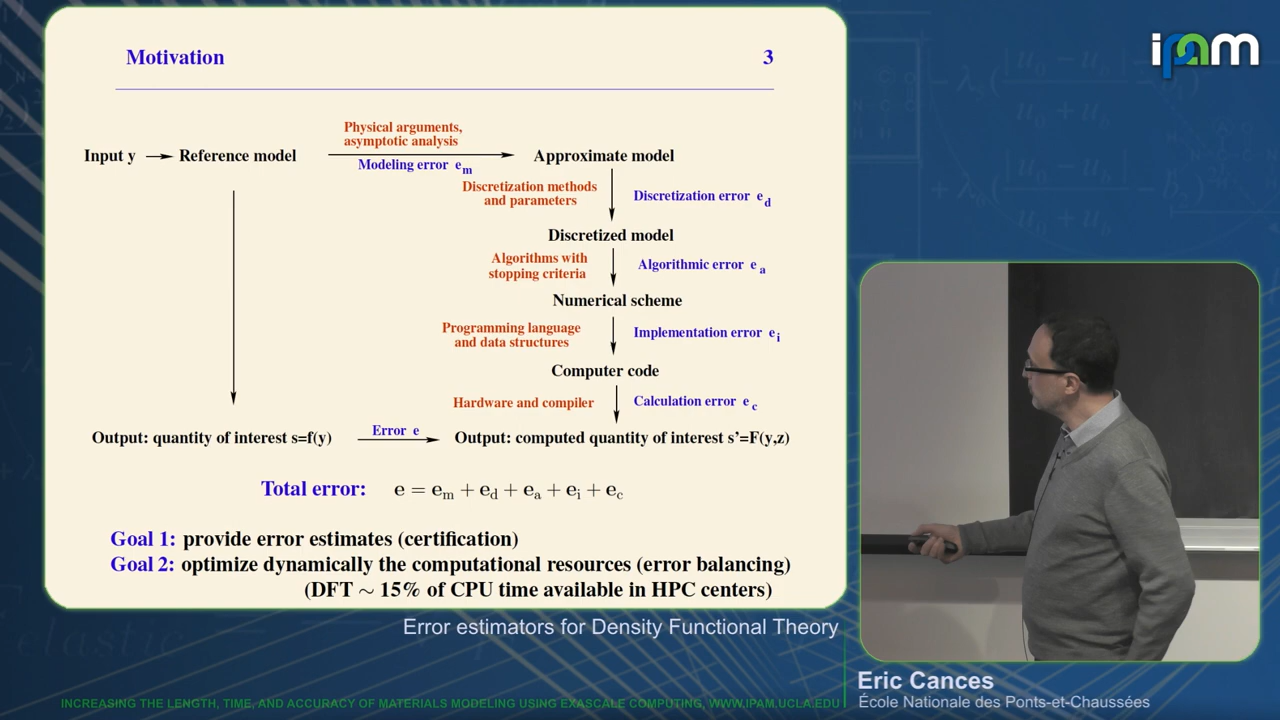 ipam
Motivation 3
Physical arguments,
asymptotic analysis
Input y Reference model Approximate model
Modeling error e m
Discretization methods
and parameters
Discretization error e d
Discretized model
Algorithms with
stopping criteria
Algorithmic error e a
Numerical scheme
Programming language
and data structures
Implementation error e i
Computer code
Hardware and compiler
Calculation error e c
Output: quantity of interest s=f(y) Error e Output: computed quantity of interest s'=F(y,z)
Total error: e = e_m + e_d + e_a + e_i + e_c
Goal 1: provide error estimates (certification)
Goal 2: optimize dynamically the computational resources (error balancing)
(DFT ∼ 15% of CPU time available in HPC centers)
Error estimators for Density Functional Theory
Eric Cances
École Nationale des Ponts-et-Chaussées
INCREASING THE LENGTH, TIME, AND ACCURACY OF MATERIALS MODELING USING EXASCALE COMPUTING, WWW.IPAM.UCLA.EDU
elastic